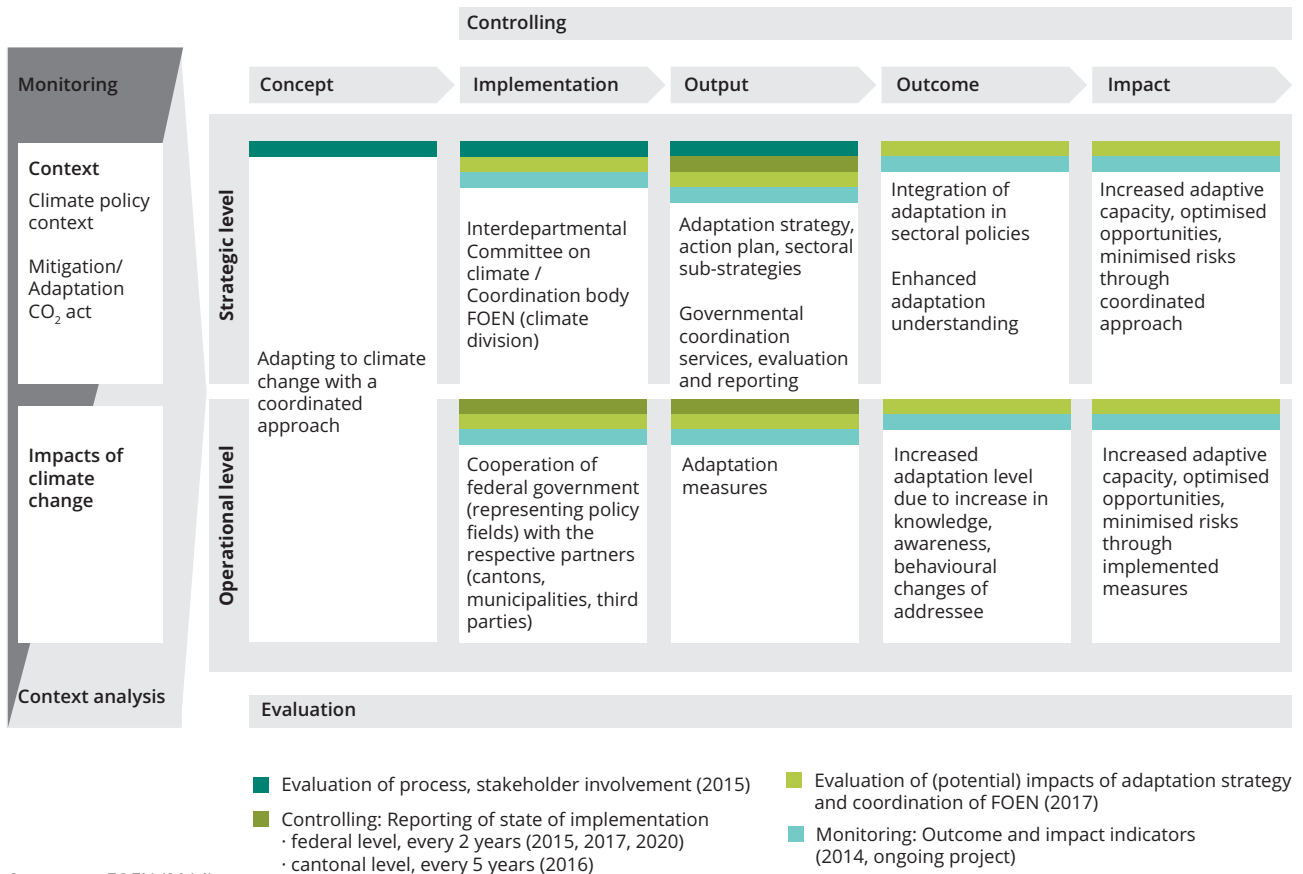 Controlling
Monitoring
Concept
Implementation
Output
Outcome
Impact
Context
Climate policy
context
Mitigation/
Adaptation
CO₂ act
Impacts of
climate
change
Context analysis
Strategic level
Operational level
Adapting to climate
change with a
coordinated
approach
Interdepartmental
Committee on
climate /
Coordination body
FOEN (climate
division)
Adaptation strategy,
action plan, sectoral
sub-strategies
Governmental
coordination
services, evaluation
and reporting
Integration of
adaptation in
sectoral policies
Enhanced
adaptation
understanding
Increased adaptive
capacity, optimised
opportunities,
minimised risks
through
coordinated
approach
Cooperation of
federal government
(representing policy
fields) with the
respective partners
(cantons,
municipalities, third
parties)
Adaptation
measures
Increased
adaptation level
due to increase in
knowledge,
awareness,
behavioural
changes of
addressee
Increased adaptive
capacity, optimised
opportunities,
minimised risks
through
implemented
measures
Evaluation
Evaluation of process, stakeholder involvement (2015)
Controlling: Reporting of state of implementation
· federal level, every 2 years (2015, 2017, 2020)
· cantonal level, every 5 years (2016)
Evaluation of (potential) impacts of adaptation strategy
and coordination of FOEN (2017)
Monitoring: Outcome and impact indicators
(2014, ongoing project)